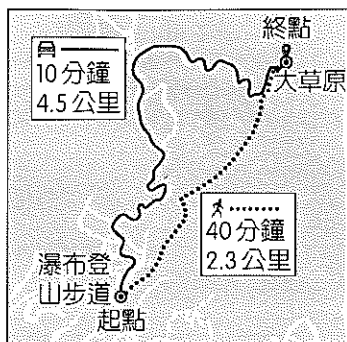 終點
大草原
10分鐘
4.5公里
40分鐘
2.3公里
瀑布登
山步道
起點